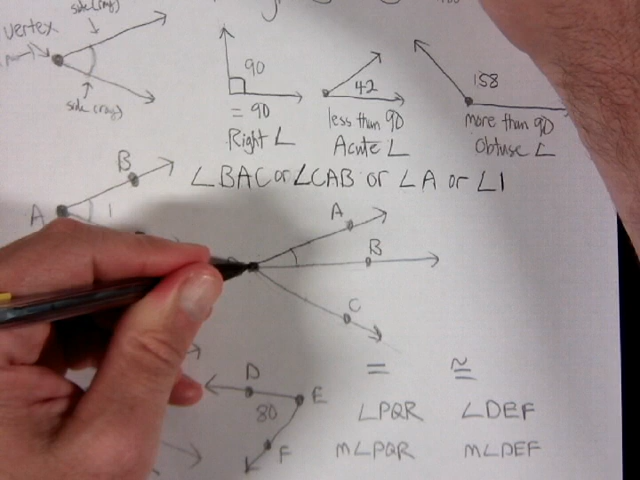 side (ray)
vertex
side (ray)
90
= 90
Right ∠
42
less than 90
Acute ∠
158
more than 90
Obtuse ∠
B
A
1
∠BAC or ∠CAB or ∠A or ∠1
A
B
C
D
E
80
F
= ≅
∠PQR ∠DEF
m∠PQR m∠DEF